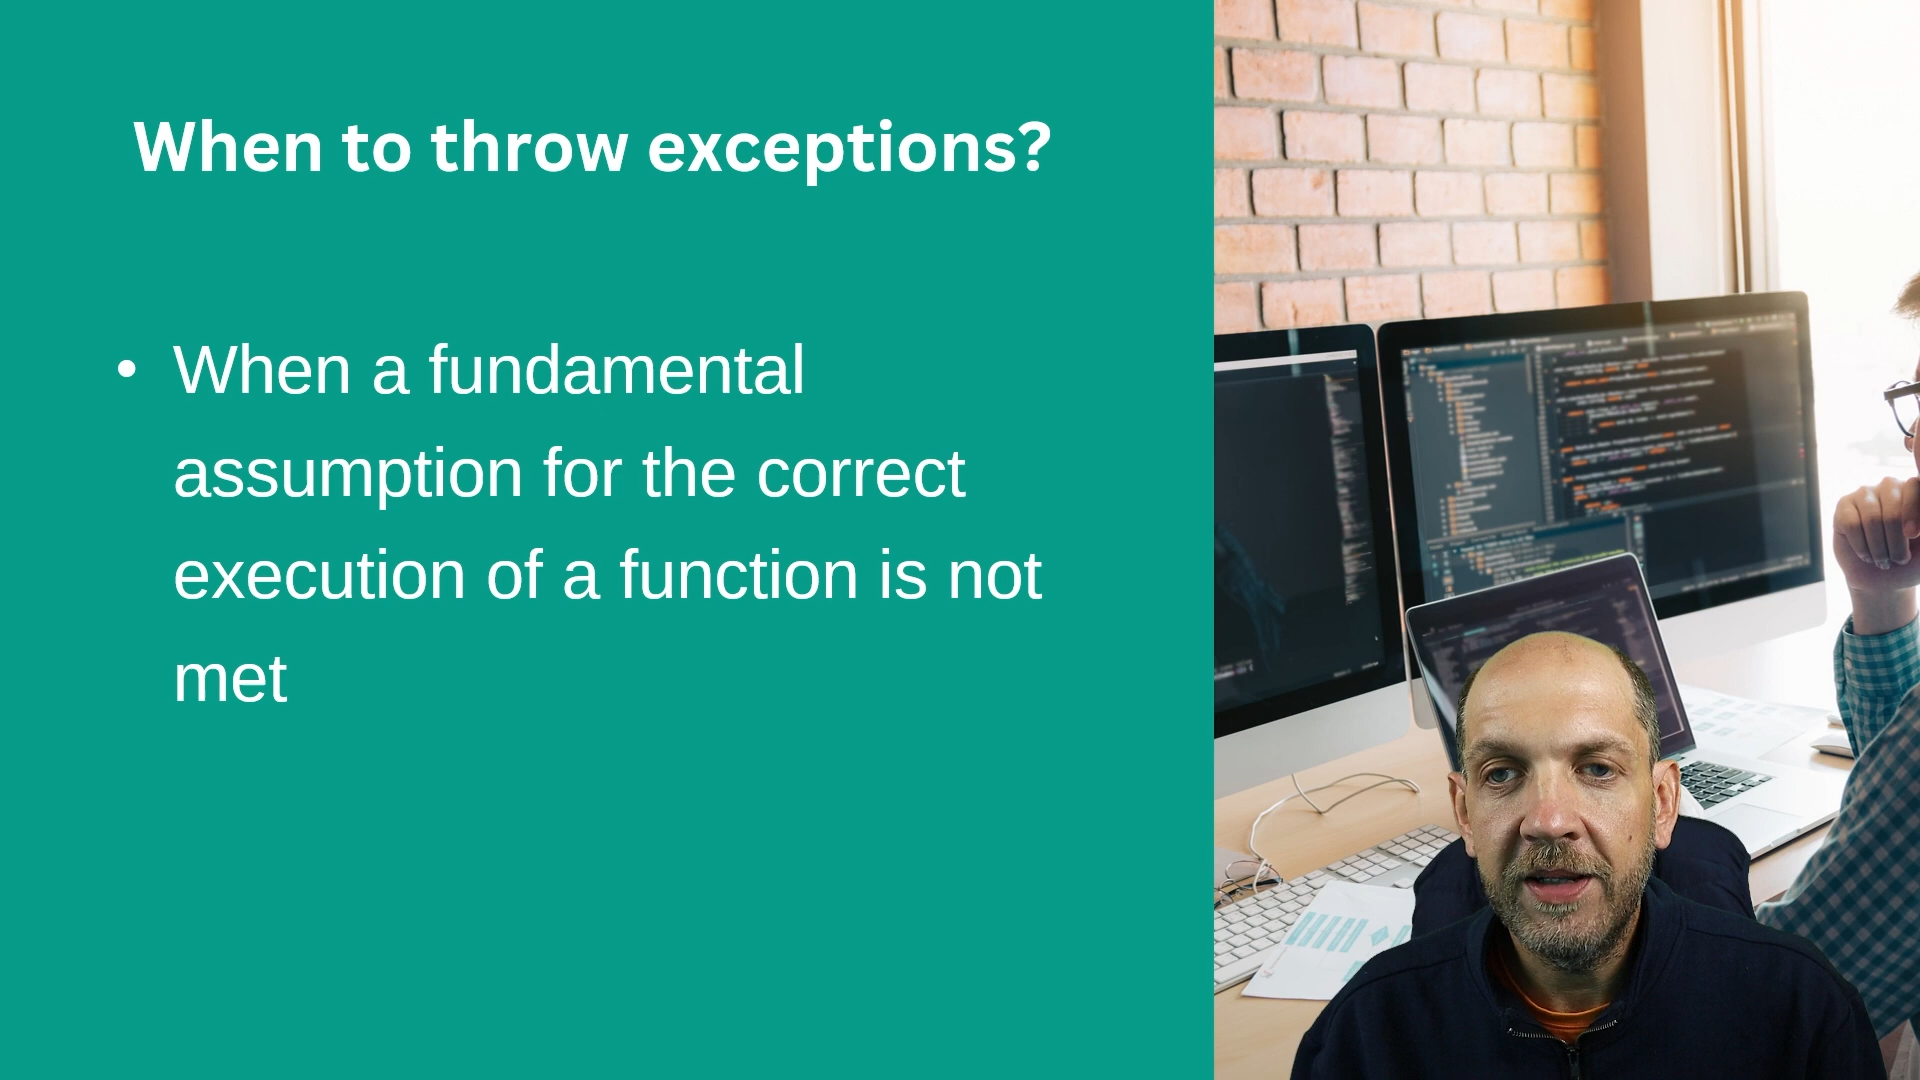 When to throw exceptions?
• When a fundamental
assumption for the correct
execution of a function is not
met